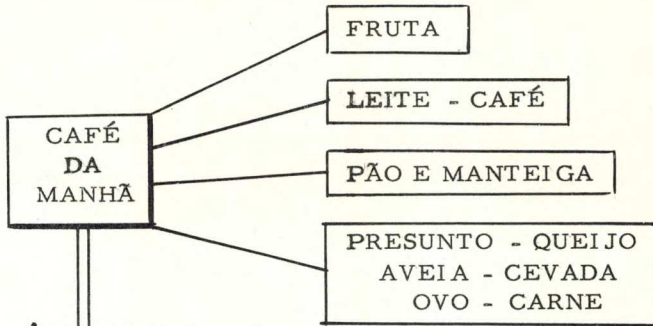 FRUTA
LEITE - CAFÉ
CAFÉ
DA
MANHÃ
PÃO E MANTEIGA
PRESUNTO - QUEIJO
AVEIA - CEVADA
OVO - CARNE